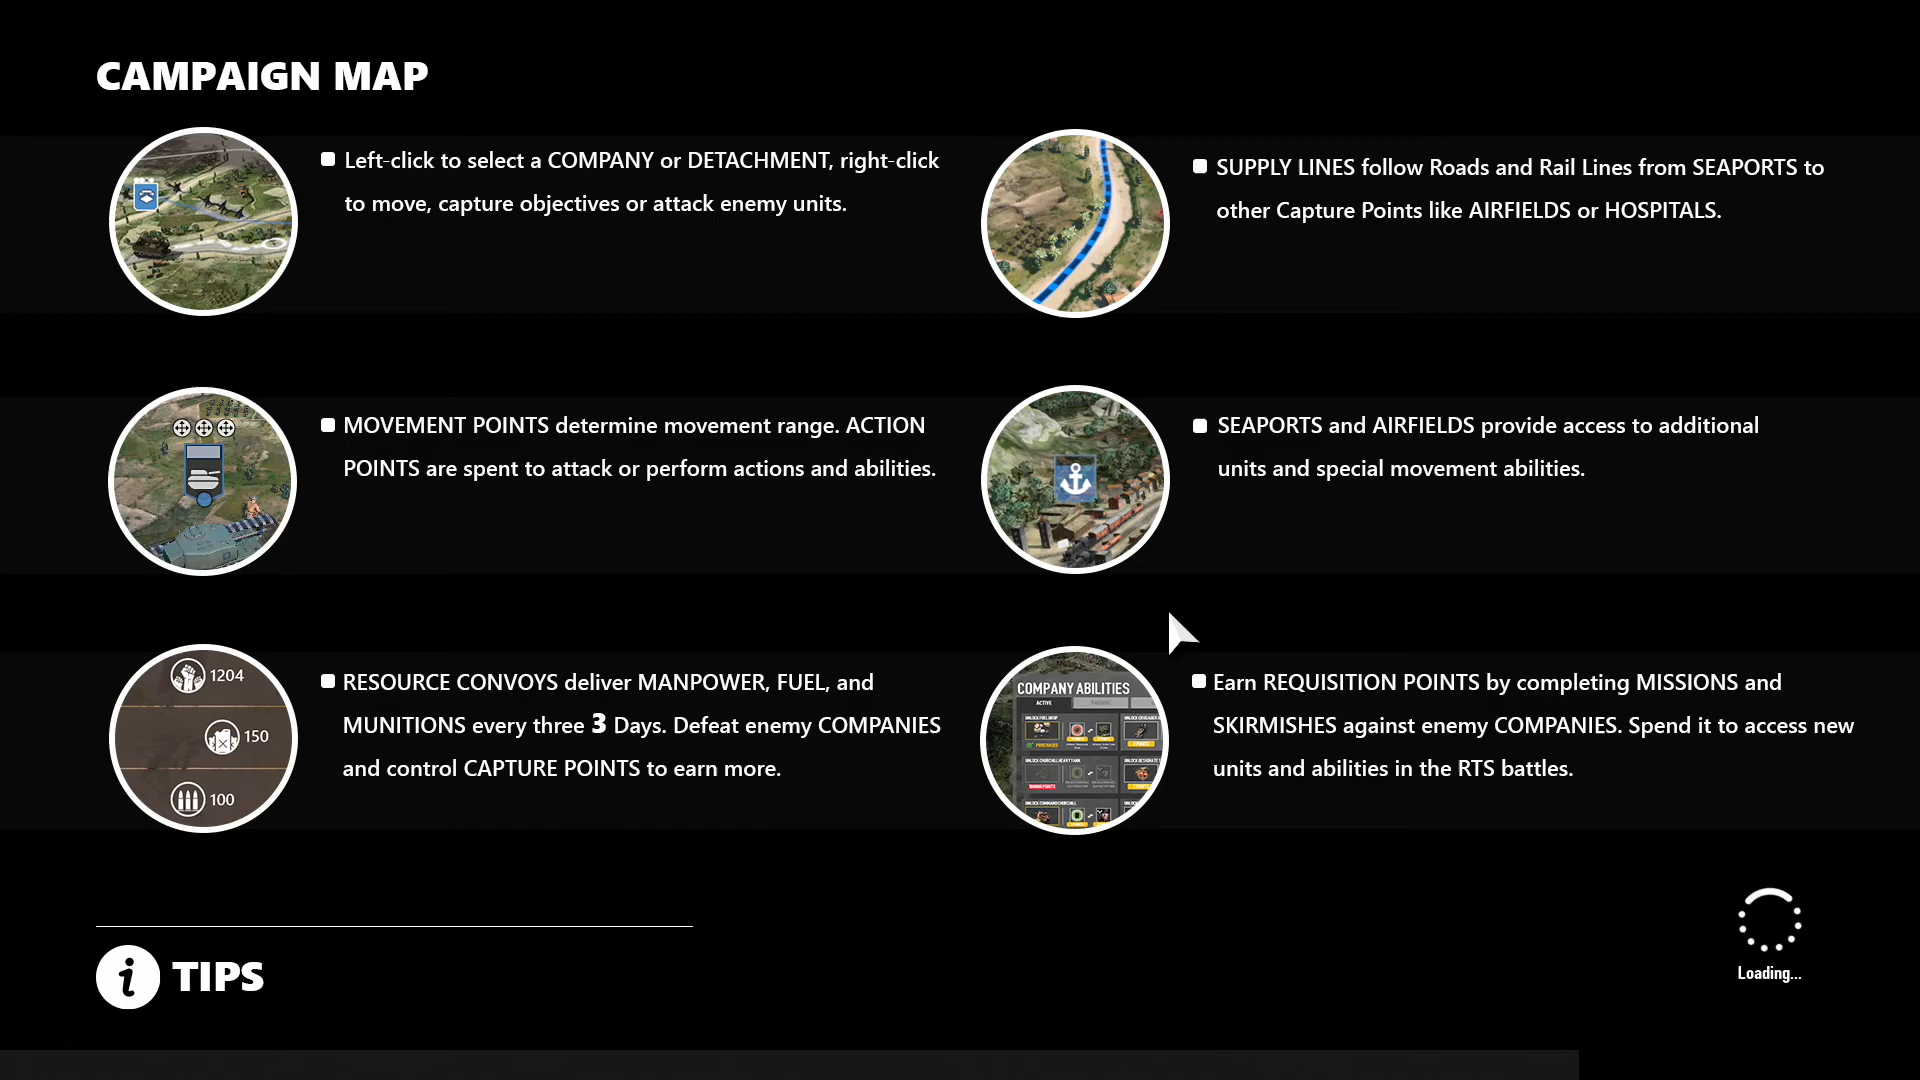 CAMPAIGN MAP
Left-click to select a COMPANY or DETACHMENT, right-click
to move, capture objectives or attack enemy units.
SUPPLY LINES follow Roads and Rail Lines from SEAPORTS to
other Capture Points like AIRFIELDS or HOSPITALS.
MOVEMENT POINTS determine movement range. ACTION
POINTS are spent to attack or perform actions and abilities.
SEAPORTS and AIRFIELDS provide access to additional
units and special movement abilities.
1204
150
100
RESOURCE CONVOYS deliver MANPOWER, FUEL, and
MUNITIONS every three 3 Days. Defeat enemy COMPANIES
and control CAPTURE POINTS to earn more.
COMPANY ABILITIES
ACTIVE
PASSIVE
UNLOCK FUEL DROP
PURCHASED
Earn REQUISITION POINTS by completing MISSIONS and
SKIRMISHES against enemy COMPANIES. Spend it to access new
units and abilities in the RTS battles.
i TIPS
Loading...